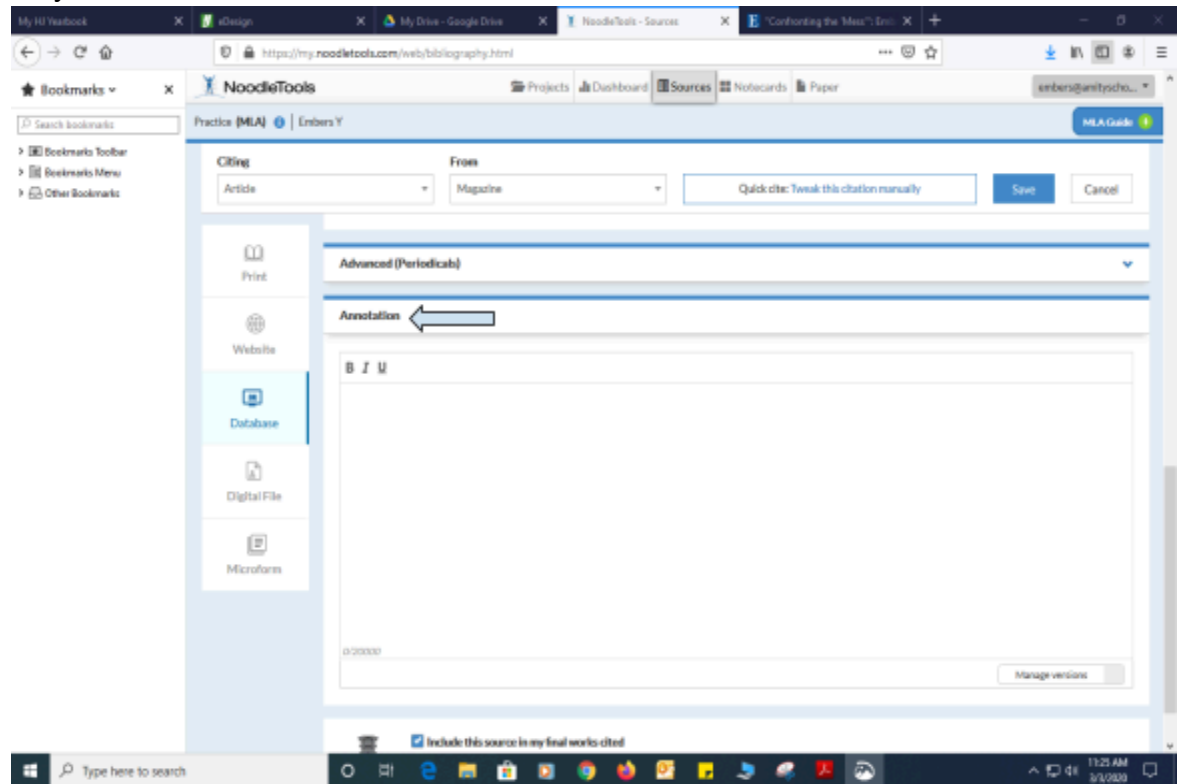 My HJ Yearbook
eDesign
My Drive - Google Drive
NoodleTools - Sources
"Confronting the 'Mess'":
https://my.noodletools.com/web/bibliography.html
Bookmarks
NoodleTools
Projects Dashboard Sources Notecards Paper
embers@amityscho...
Search bookmarks
Practice (MLA) Embers Y
MLA Guide
Bookmarks Toolbar
Bookmarks Menu
Other Bookmarks
Citing From
Article Magazine Quick cite: Tweak this citation manually Save Cancel
Print
Advanced (Periodicals)
Annotation
Website
B I U
Database
Digital File
Microform
0/20000
Manage versions
Include this source in my final works cited
Type here to search
11:25 AM
3/3/2020